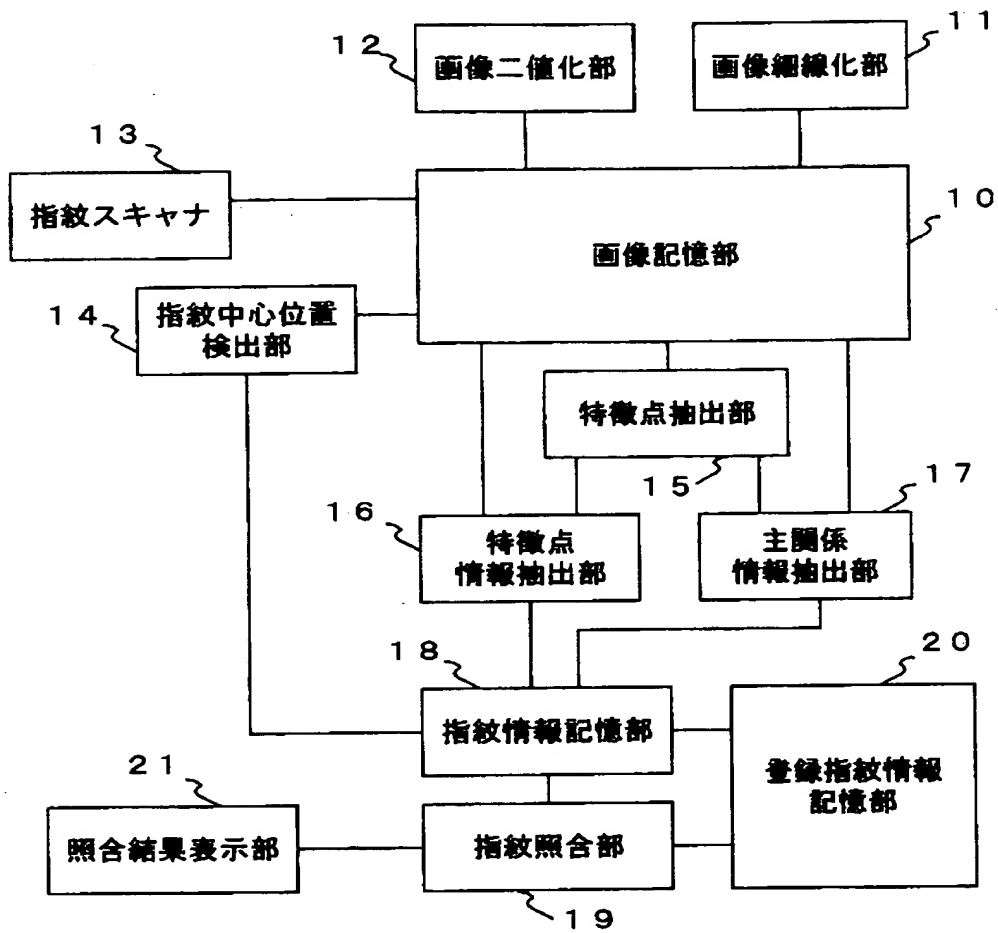 １２
画像二値化部
１１
画像細線化部
１３
指紋スキャナ
１０
画像記憶部
１４
指紋中心位置
検出部
特徴点抽出部
１５
１６
特徴点
情報抽出部
１７
主関係
情報抽出部
１８
指紋情報記憶部
２０
登録指紋情報
記憶部
２１
照合結果表示部
指紋照合部
１９